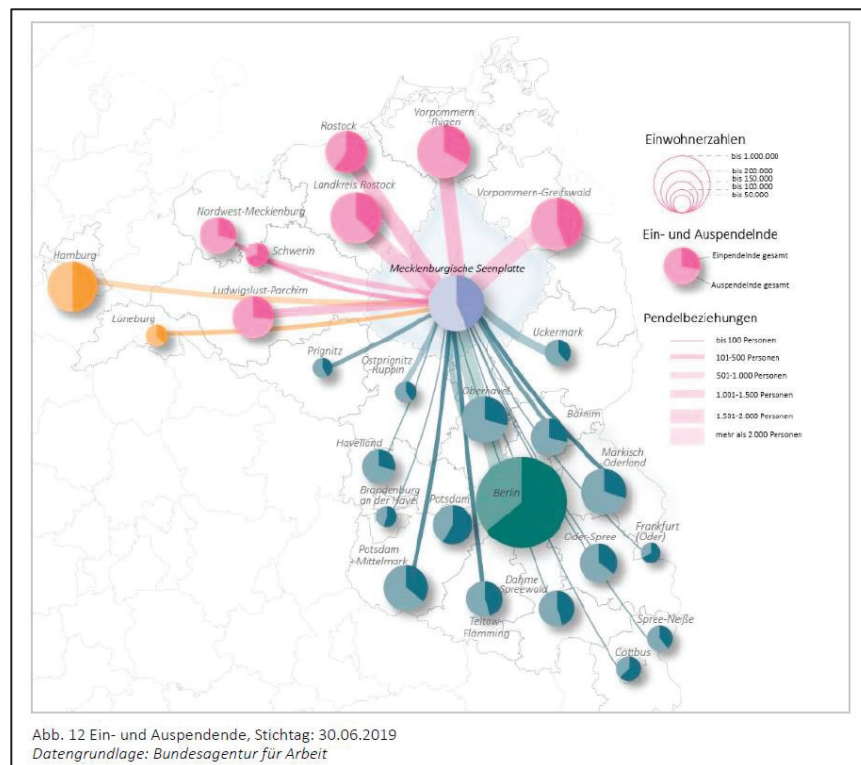 Rostock
Vorpommern
-Rügen
Landkreis Rostock
Vorpommern-Greifswald
Nordwest-Mecklenburg
Schwerin
Hamburg
Mecklenburgische Seenplatte
Ludwigslust-Parchim
Lüneburg
Prignitz
Ostprignitz
-Ruppin
Uckermark
Oberhavel
Barnim
Havelland
Märkisch
Oderland
Berlin
Brandenburg
an der Havel
Potsdam
Frankfurt
(Oder)
Oder-Spree
Potsdam
-Mittelmark
Dahme
Spreewald
Teltow-
Flämming
Spree-Neiße
Cottbus
Einwohnerzahlen
bis 1.000.000
bis 200.000
bis 150.000
bis 100.000
bis 50.000
Ein- und Auspendelnde
Einpendelnde gesamt
Auspendelnde gesamt
Pendelbeziehungen
bis 100 Personen
101-500 Personen
501-1.000 Personen
1.001-1.500 Personen
1.501-2.000 Personen
mehr als 2.000 Personen
Abb. 12 Ein- und Auspendende, Stichtag: 30.06.2019
Datengrundlage: Bundesagentur für Arbeit